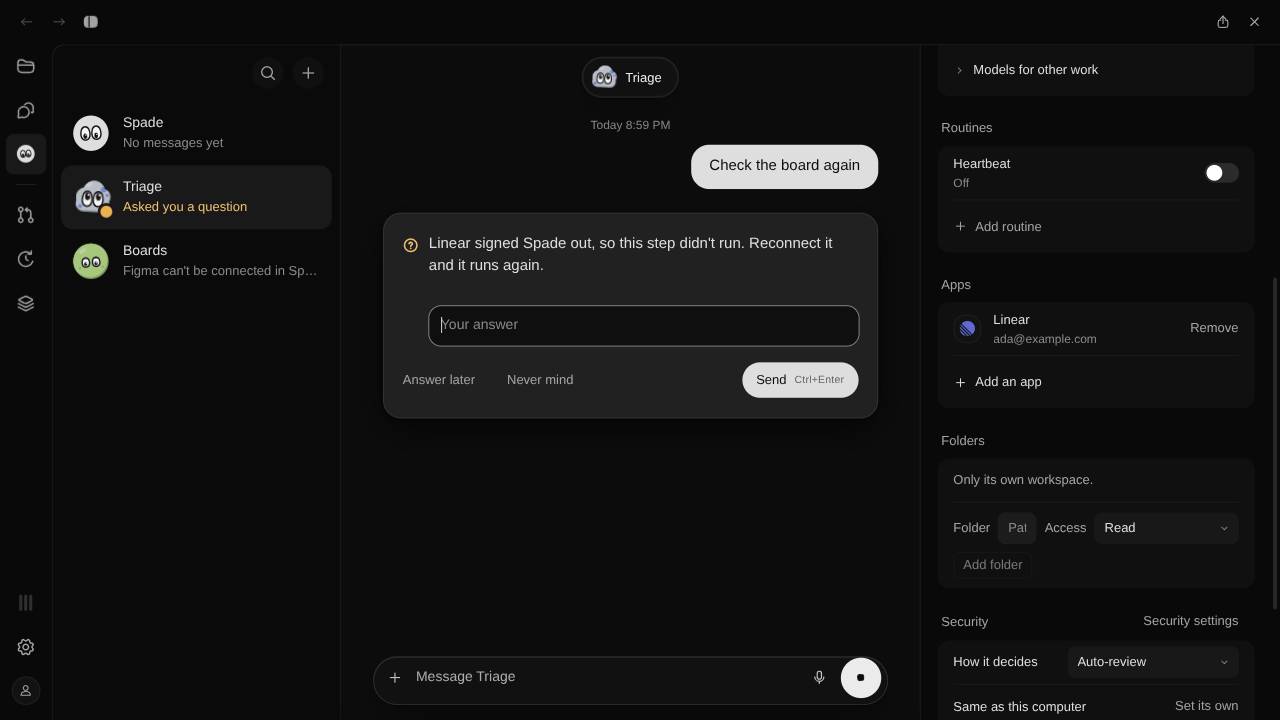 Spade
No messages yet
Triage
Asked you a question
Boards
Figma can't be connected in Sp…
Triage
Today 8:59 PM
Check the board again
Linear signed Spade out, so this step didn't run. Reconnect it
and it runs again.
Your answer
Answer later
Never mind
Send Ctrl+Enter
Message Triage
Models for other work
Routines
Heartbeat
Off
Add routine
Apps
Linear
ada@example.com
Remove
Add an app
Folders
Only its own workspace.
Folder Pat Access Read
Add folder
Security Security settings
How it decides Auto-review
Same as this computer Set its own